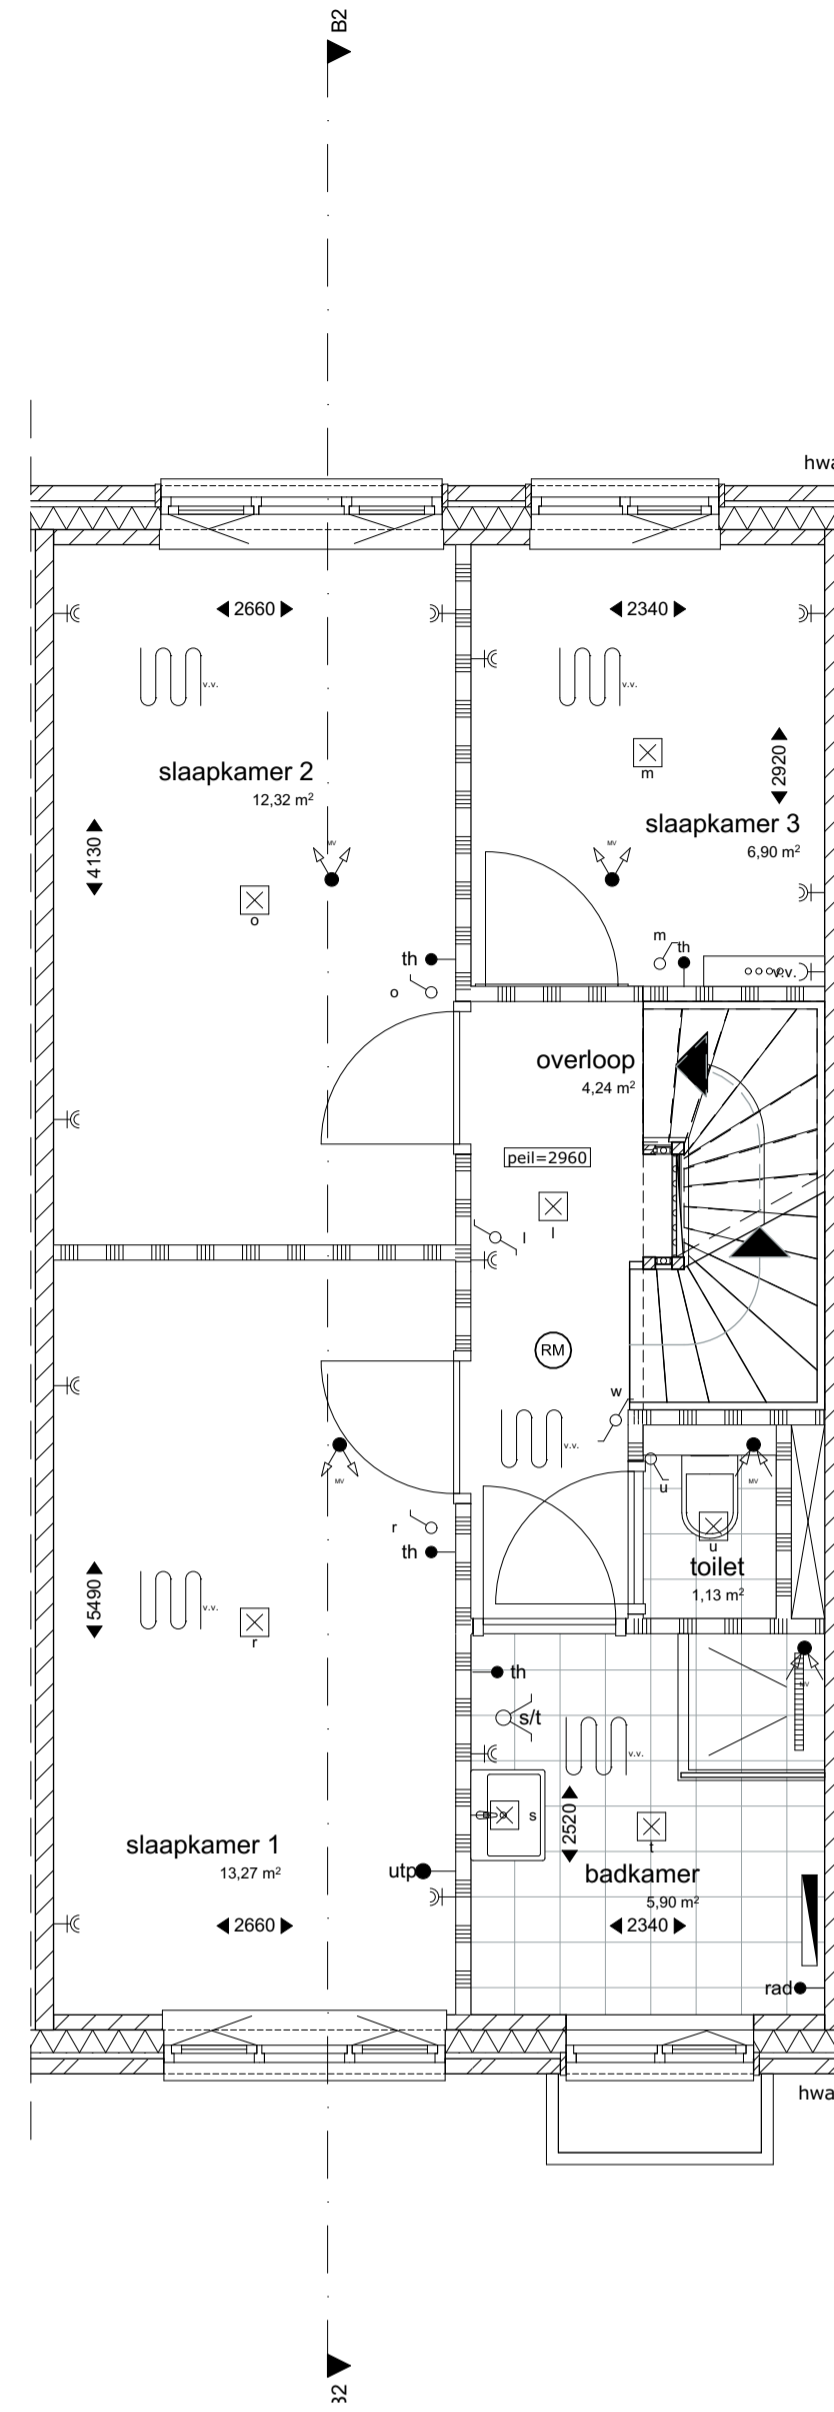 B2
hwa
2660
2340
v.v.
v.v.
m
2920
slaapkamer 2
12,32 m²
slaapkamer 3
6,90 m²
4130
MV
MV
o
m
th
th
o
v.v.
overloop
4,24 m²
peil=2960
l
l
RM
w
v.v.
MV
MV
u
r
th
u
toilet
1,13 m²
5490
v.v.
r
th
MV
s/t
v.v.
s
2520
t
slaapkamer 1
13,27 m²
utp
badkamer
5,90 m²
2660
2340
rad
hwa
B2